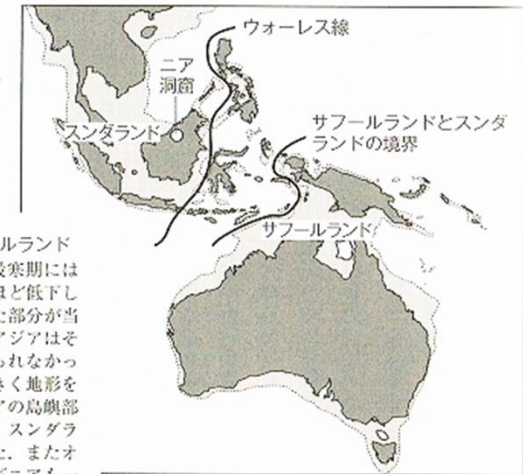 ウォーレス線
ニア
洞窟
スンダランド
サフールランドとスンダ
ランドの境界
サフールランド
ルランド
寒期には
ほど低下し
部分が当
アジアはそ
られなかっ
きく地形を
アの島嶼部
スンダラ
またオ